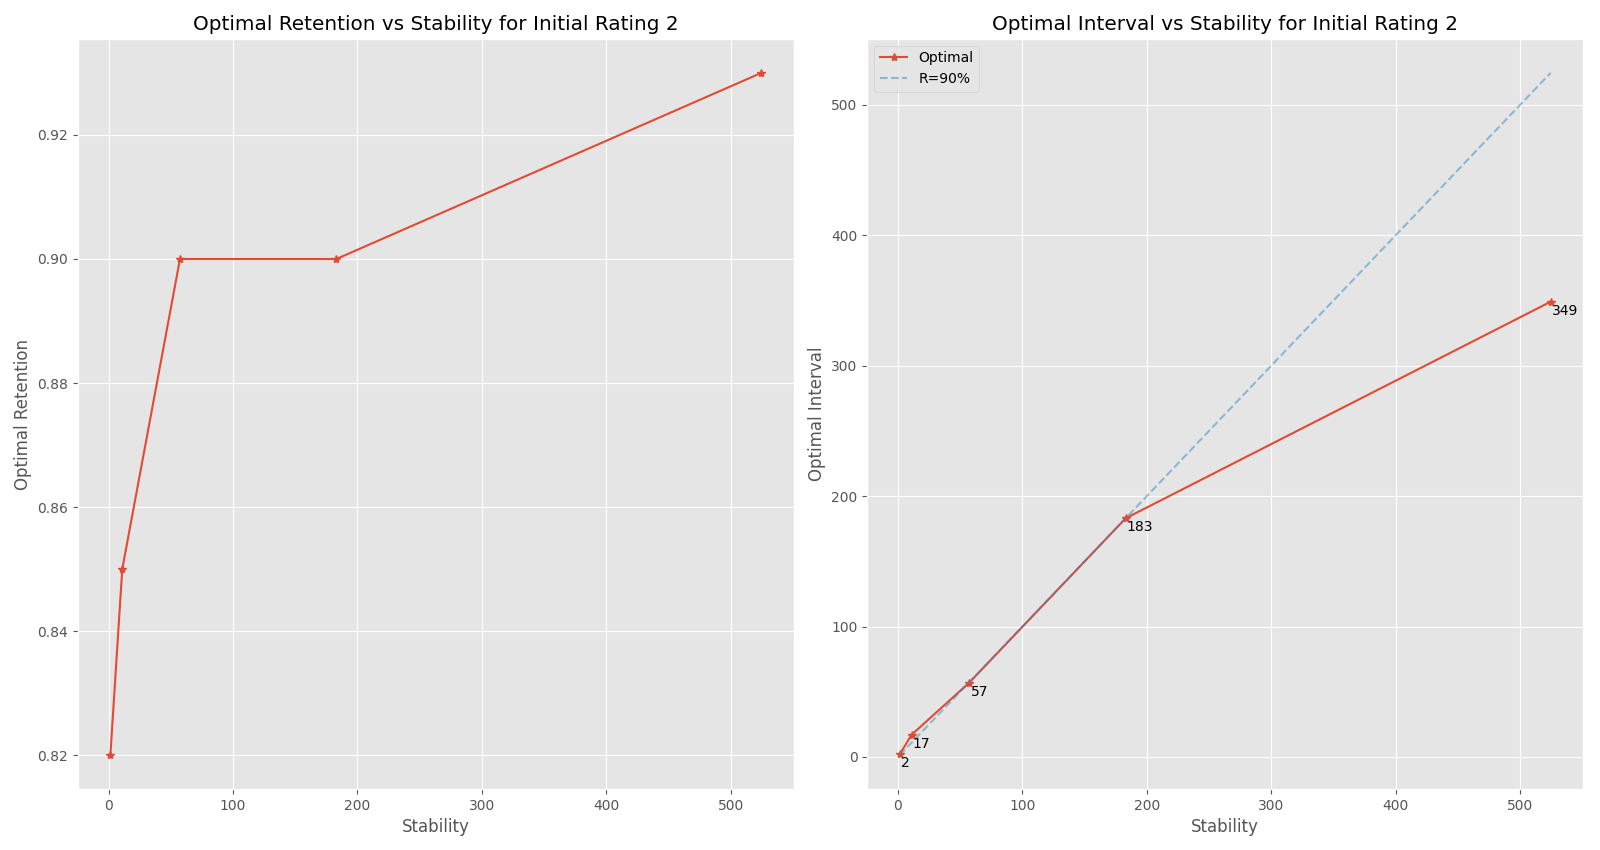 Optimal Retention vs Stability for Initial Rating 2
0.92
0.90
0.88
0.86
0.84
0.82
Optimal Retention
0 100 200 300 400 500
Stability
Optimal Interval vs Stability for Initial Rating 2
Optimal
R=90%
500
400
300
200
100
0
Optimal Interval
349
183
57
17
2
0 100 200 300 400 500
Stability